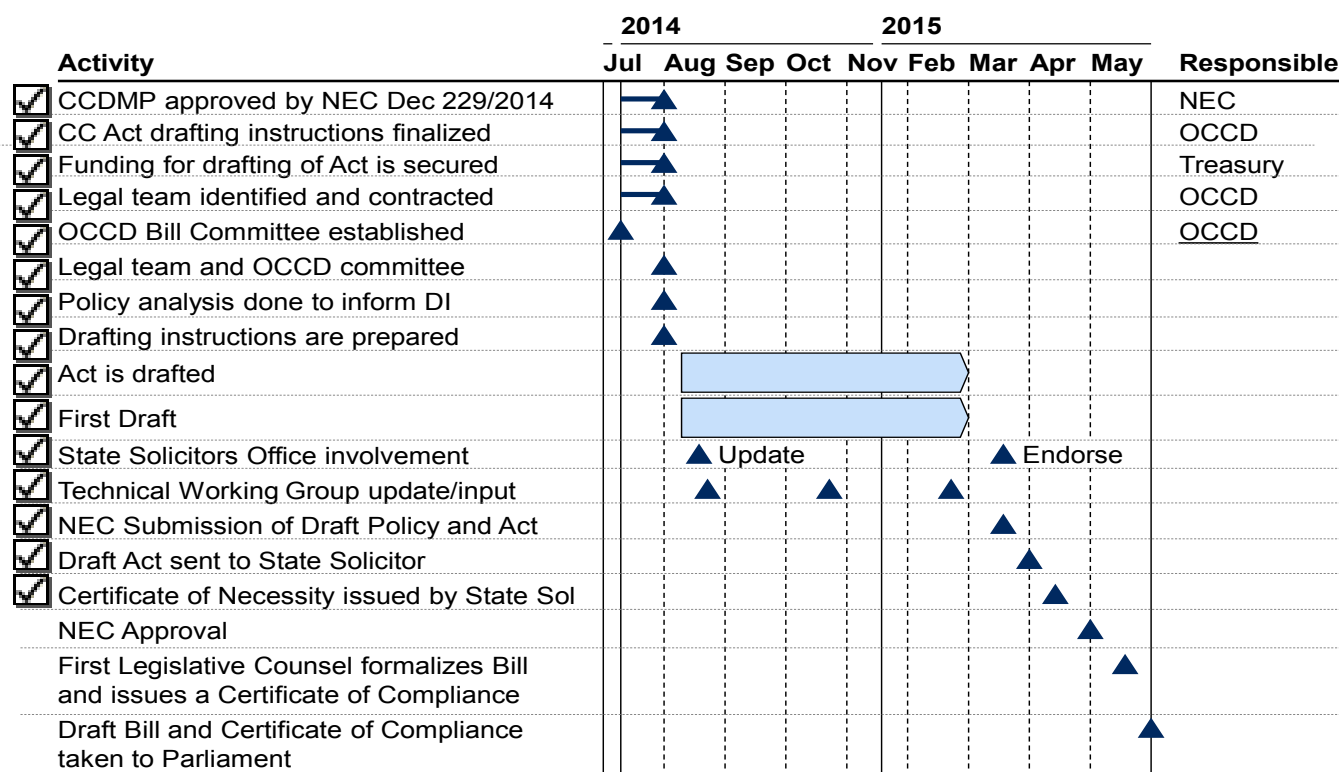 2014 2015
Activity Jul Aug Sep Oct Nov Feb Mar Apr May Responsible
CCDMP approved by NEC Dec 229/2014 NEC
CC Act drafting instructions finalized OCCD
Funding for drafting of Act is secured Treasury
Legal team identified and contracted OCCD
OCCD Bill Committee established OCCD
Legal team and OCCD committee
Policy analysis done to inform DI
Drafting instructions are prepared
Act is drafted
First Draft
State Solicitors Office involvement Update Endorse
Technical Working Group update/input
NEC Submission of Draft Policy and Act
Draft Act sent to State Solicitor
Certificate of Necessity issued by State Sol
NEC Approval
First Legislative Counsel formalizes Bill
and issues a Certificate of Compliance
Draft Bill and Certificate of Compliance
taken to Parliament